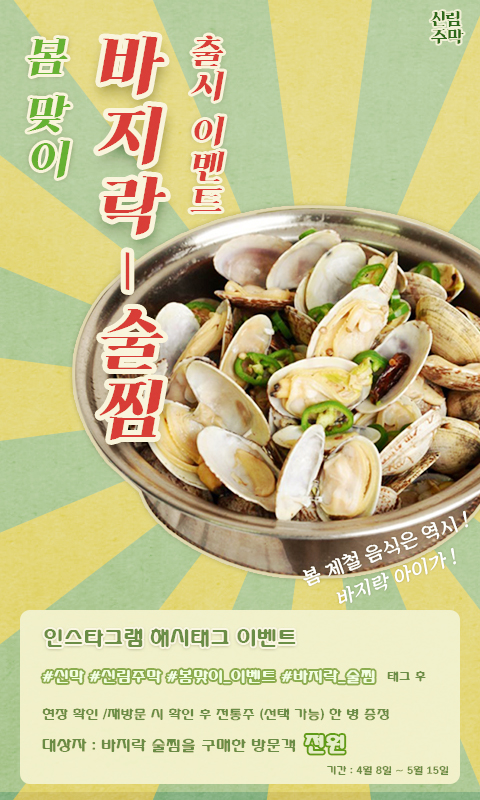 신림
주막
봄 맞이
바지락-술찜
출시 이벤트
봄 제철 음식은 역시!
바지락 아이가!
인스타그램 해시태그 이벤트
#신막 #신림주막 #봄맞이_이벤트 #바지락_술찜 태그 후
현장 확인 /재방문 시 확인 후 전통주 (선택 가능) 한 병 증정
대상자 : 바지락 술찜을 구매한 방문객 전원
기간 : 4월 8일 ~ 5월 15일